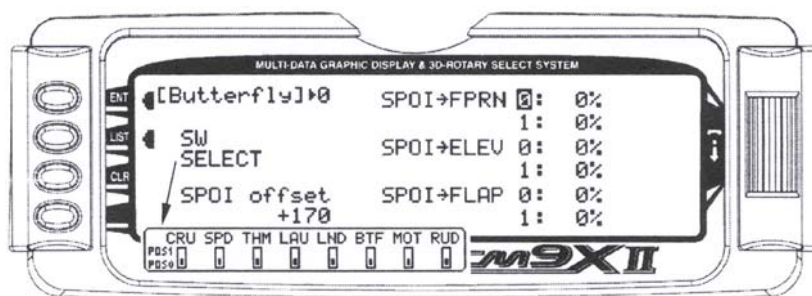 MULTI-DATA GRAPHIC DISPLAY & 3D-ROTARY SELECT SYSTEM
ENT
LIST
CLR
[Butterfly]▸0
SW
SELECT
SPOI offset
+170
SPOI→FPRN 0: 0%
1: 0%
SPOI→ELEV 0: 0%
1: 0%
SPOI→FLAP 0: 0%
1: 0%
CRU SPD THM LAU LND BTF MOT RUD
POS1
POS0
9X II